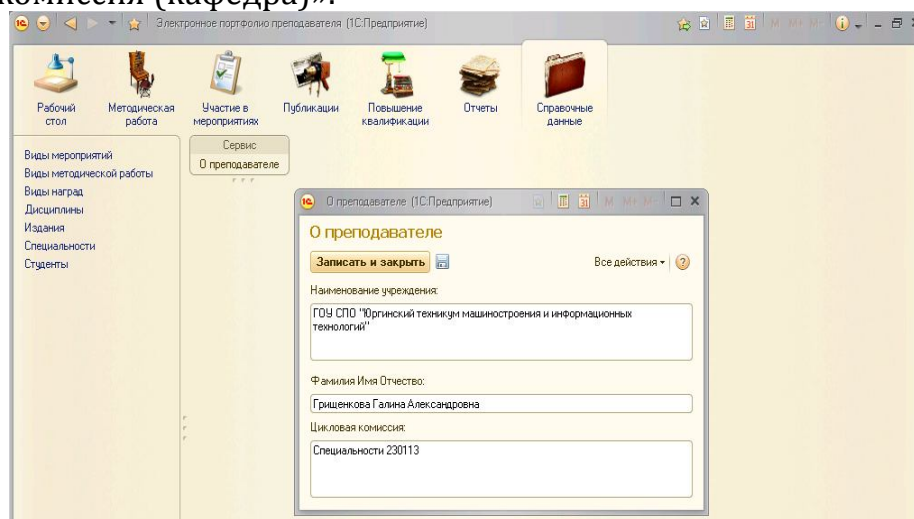 комиссия (кафедра)».
Электронное портфолио преподавателя (1С:Предприятие)
M M+ M-
Рабочий стол
Методическая работа
Участие в мероприятиях
Публикации
Повышение квалификации
Отчеты
Справочные данные
Виды мероприятий
Виды методической работы
Виды наград
Дисциплины
Издания
Специальности
Студенты
Сервис
О преподавателе
О преподавателе (1С:Предприятие)
M M+ M-
О преподавателе
Записать и закрыть
Все действия
Наименование учреждения:
ГОУ СПО "Юргинский техникум машиностроения и информационных
технологий"
Фамилия Имя Отчество:
Грищенкова Галина Александровна
Цикловая комиссия:
Специальности 230113